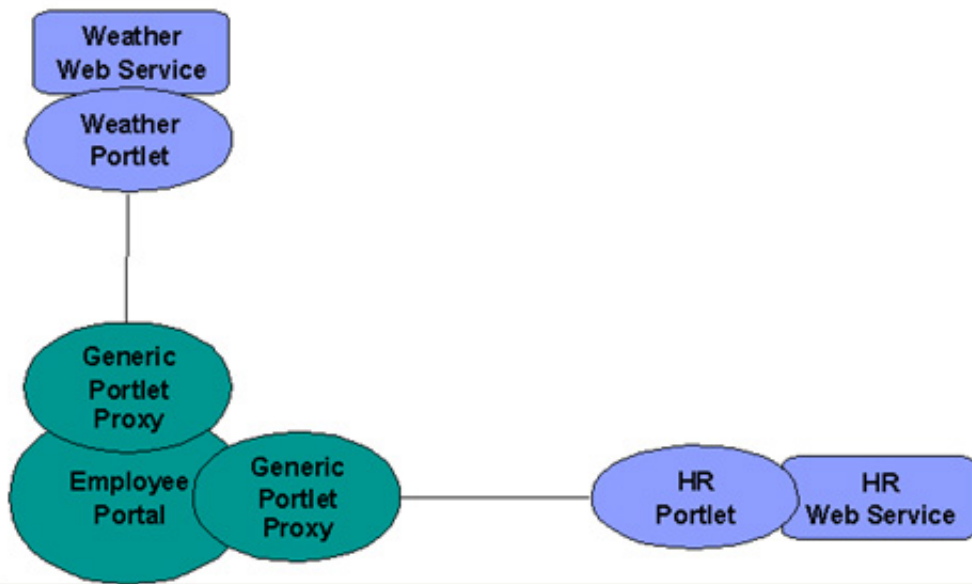 Weather
Web Service
Weather
Portlet
Generic
Portlet
Proxy
Employee
Portal
Generic
Portlet
Proxy
HR
Portlet
HR
Web Service